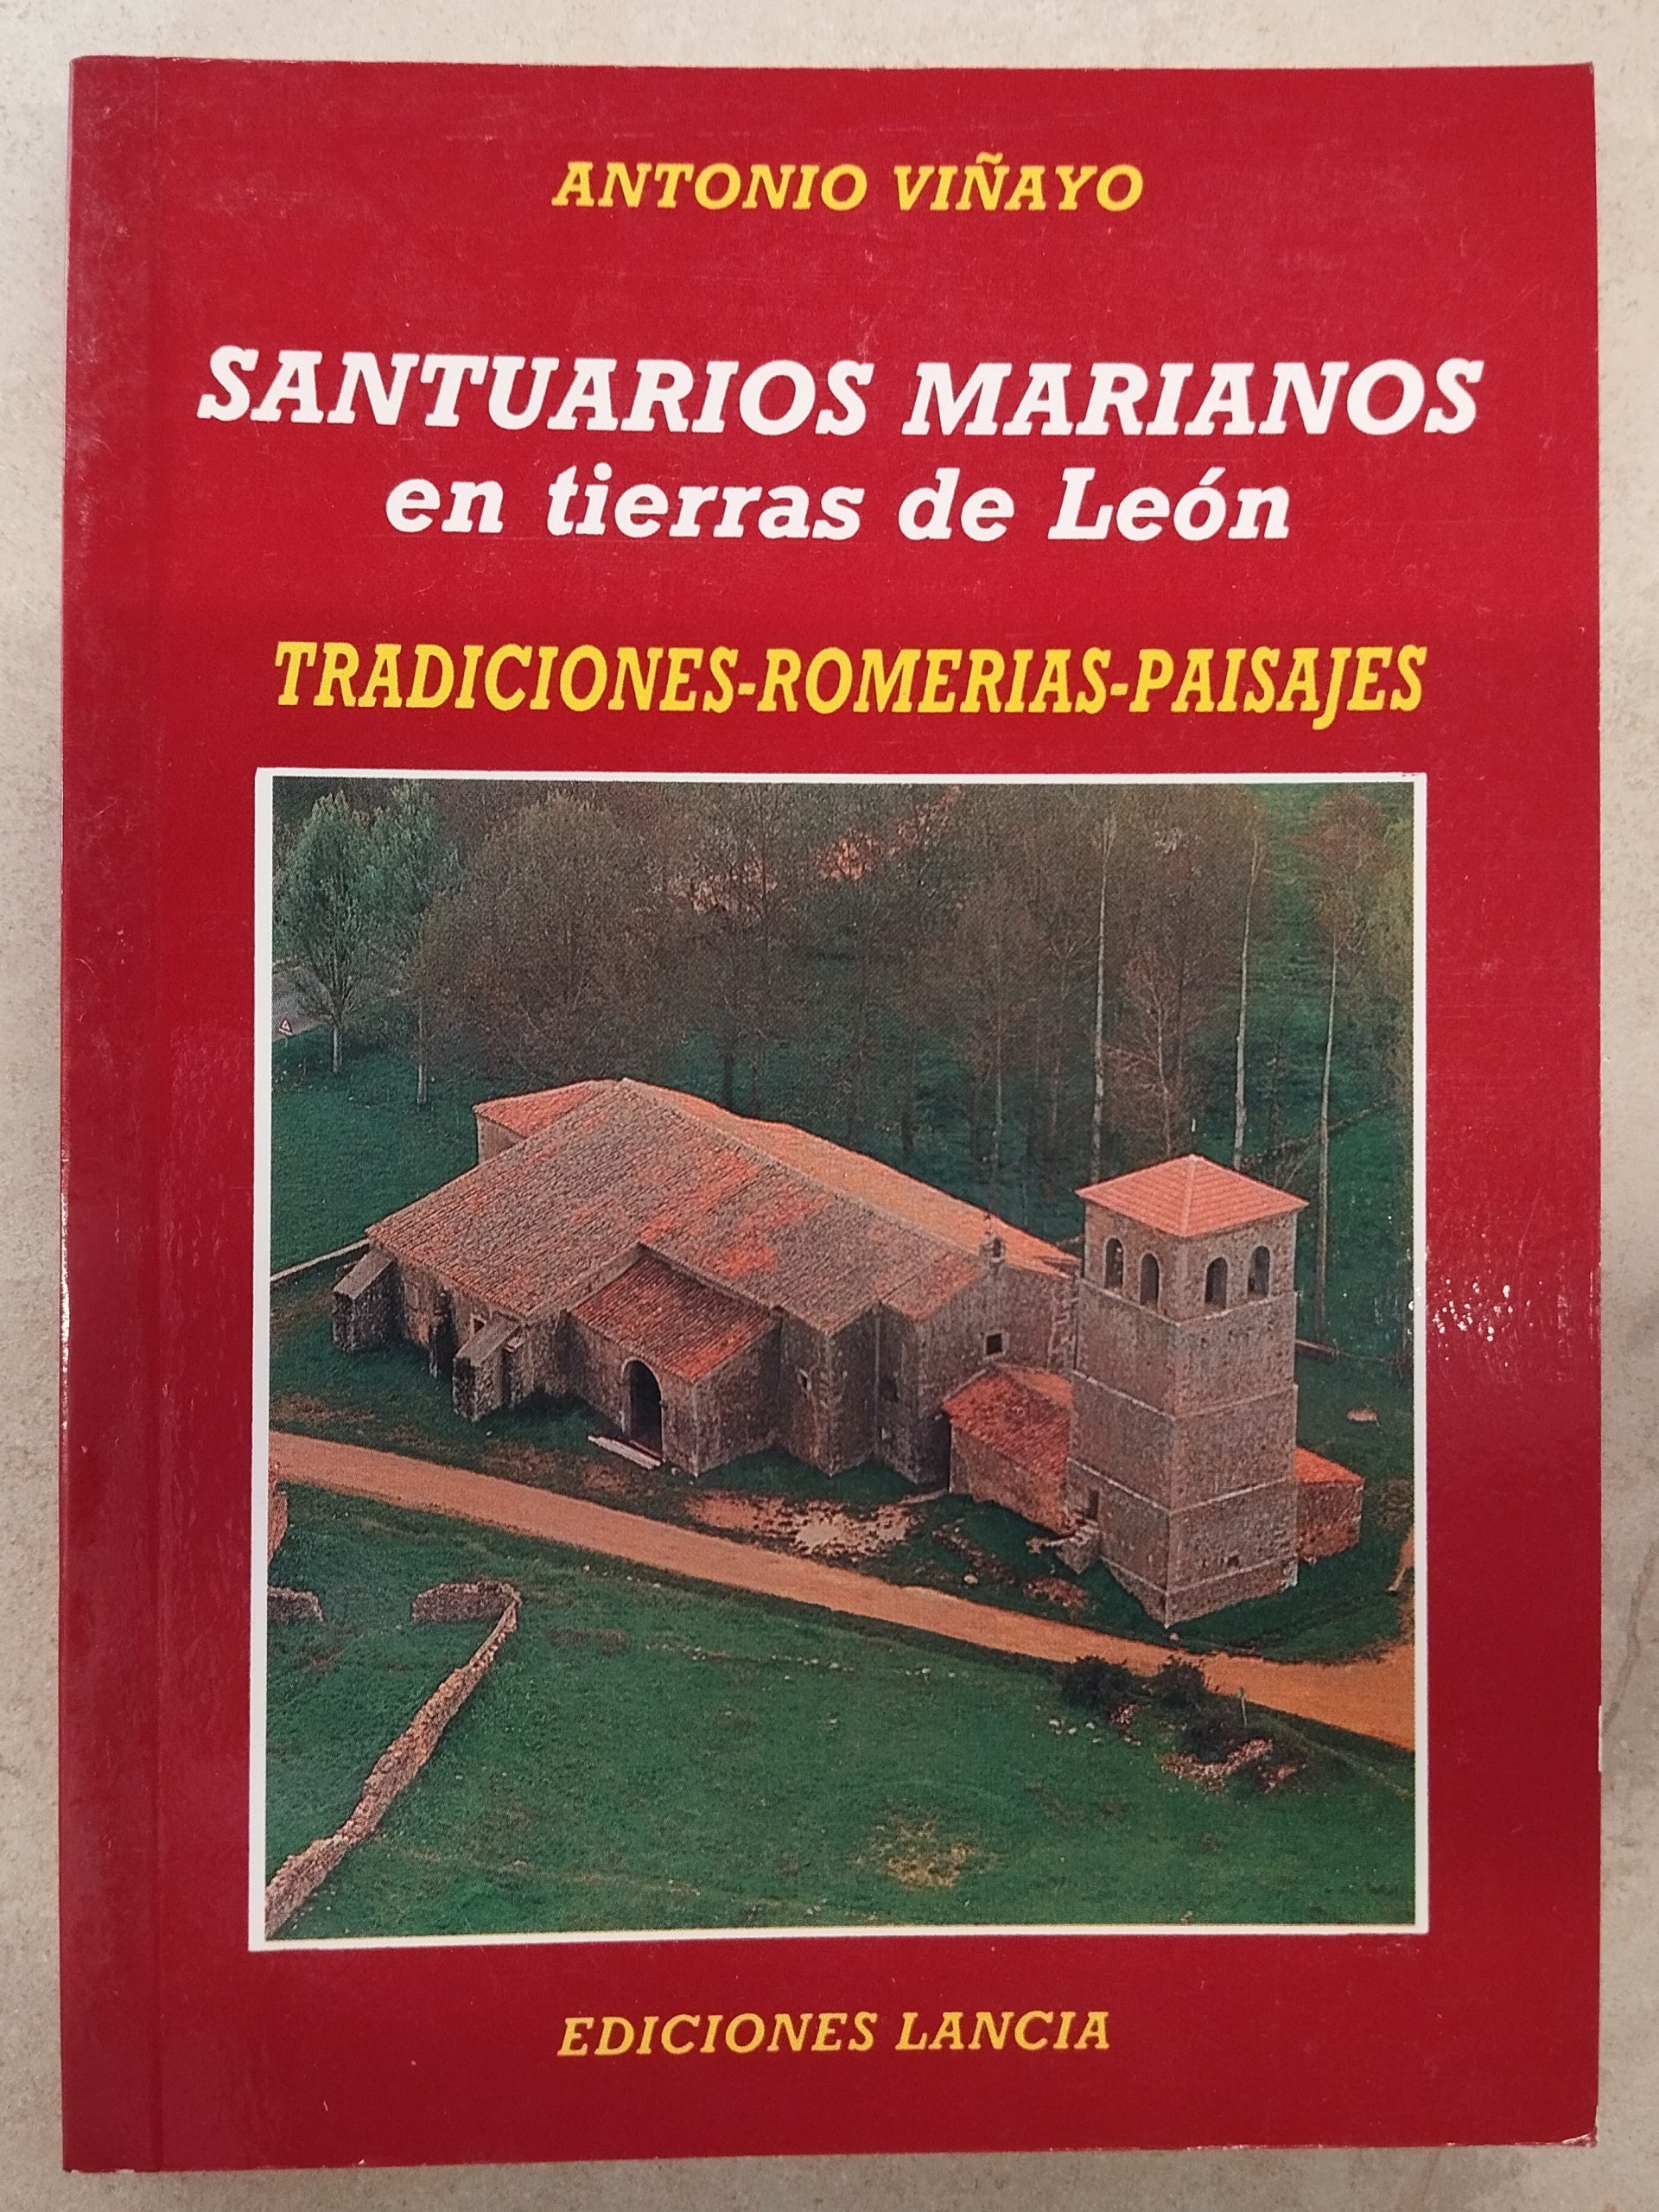 ANTONIO VIÑAYO
SANTUARIOS MARIANOS
en tierras de León
TRADICIONES-ROMERIAS-PAISAJES
EDICIONES LANCIA